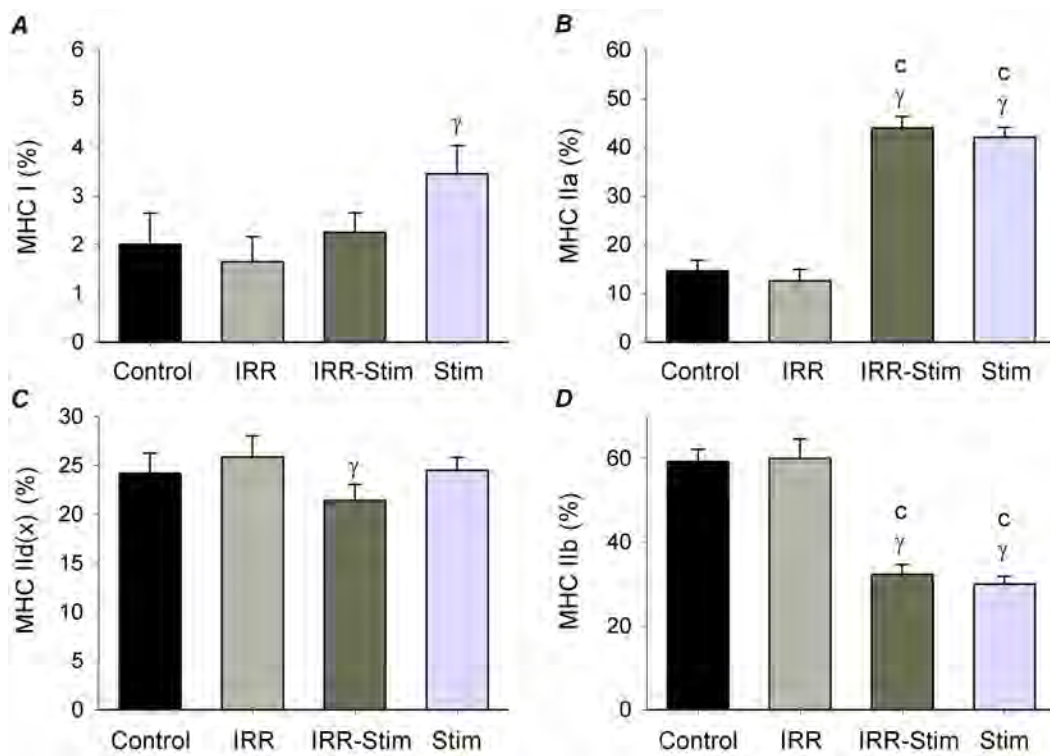 A
MHC I (%)
6
5
4
3
2
1
0
γ
Control IRR IRR-Stim Stim
B
MHC IIa (%)
60
50
40
30
20
10
0
c c
γ γ
Control IRR IRR-Stim Stim
C
MHC IId(x) (%)
30
25
20
15
10
5
0
γ
Control IRR IRR-Stim Stim
D
MHC IIb (%)
60
40
20
0
c c
γ γ
Control IRR IRR-Stim Stim